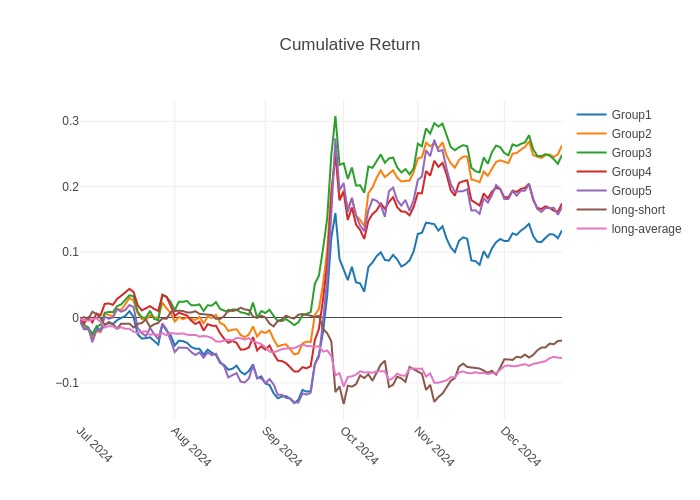 Cumulative Return
0.3
0.2
0.1
0
−0.1
Jul 2024
Aug 2024
Sep 2024
Oct 2024
Nov 2024
Dec 2024
Group1
Group2
Group3
Group4
Group5
long-short
long-average